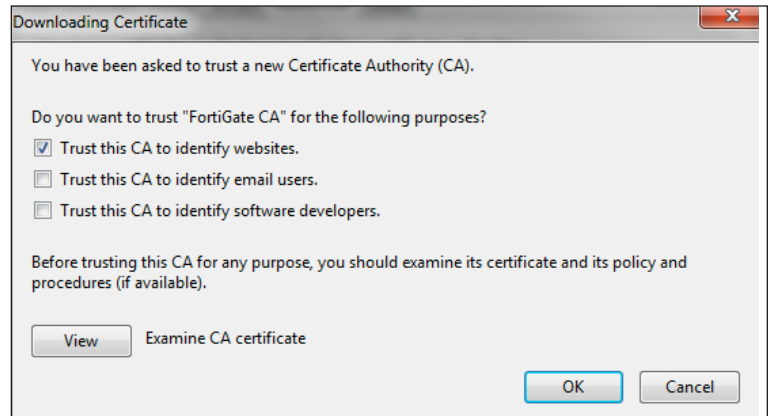 Downloading Certificate
You have been asked to trust a new Certificate Authority (CA).
Do you want to trust "FortiGate CA" for the following purposes?
Trust this CA to identify websites.
Trust this CA to identify email users.
Trust this CA to identify software developers.
Before trusting this CA for any purpose, you should examine its certificate and its policy and
procedures (if available).
View Examine CA certificate
OK Cancel